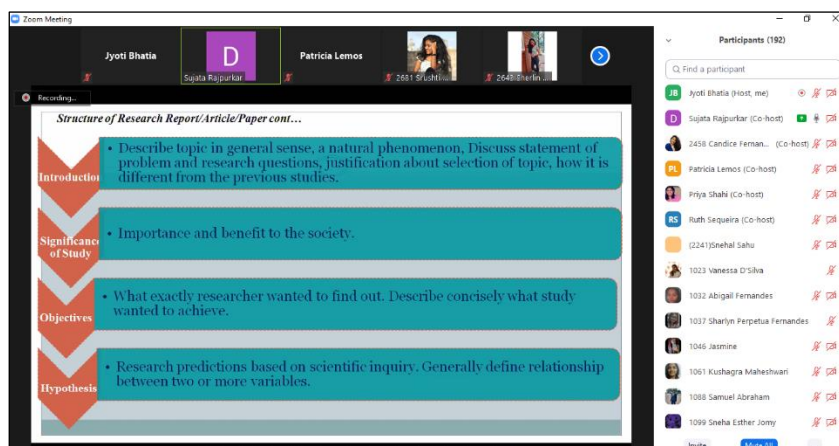 Zoom Meeting
Participants (192)
Jyoti Bhatia
D
Sujata Rajpurkar
Patricia Lemos
2681 Srushti ...
2648 Sherlin ...
Find a participant
Recording...
JB Jyoti Bhatia (Host, me)
D Sujata Rajpurkar (Co-host)
2458 Candice Fernan... (Co-host)
PL Patricia Lemos (Co-host)
Priya Shahi (Co-host)
RS Ruth Sequeira (Co-host)
(2241)Snehal Sahu
1023 Vanessa D'Silva
1032 Abigail Fernandes
1037 Sharlyn Perpetua Fernandes
1046 Jasmine
1061 Kushagra Maheshwari
1088 Samuel Abraham
1099 Sneha Esther Jomy
Invite
Mute All
Structure of Research Report/Article/Paper cont...
Introduction
• Describe topic in general sense, a natural phenomenon, Discuss statement of
problem and research questions, justification about selection of topic, how it is
different from the previous studies.
Significance
of Study
• Importance and benefit to the society.
Objectives
• What exactly researcher wanted to find out. Describe concisely what study
wanted to achieve.
Hypothesis
• Research predictions based on scientific inquiry. Generally define relationship
between two or more variables.